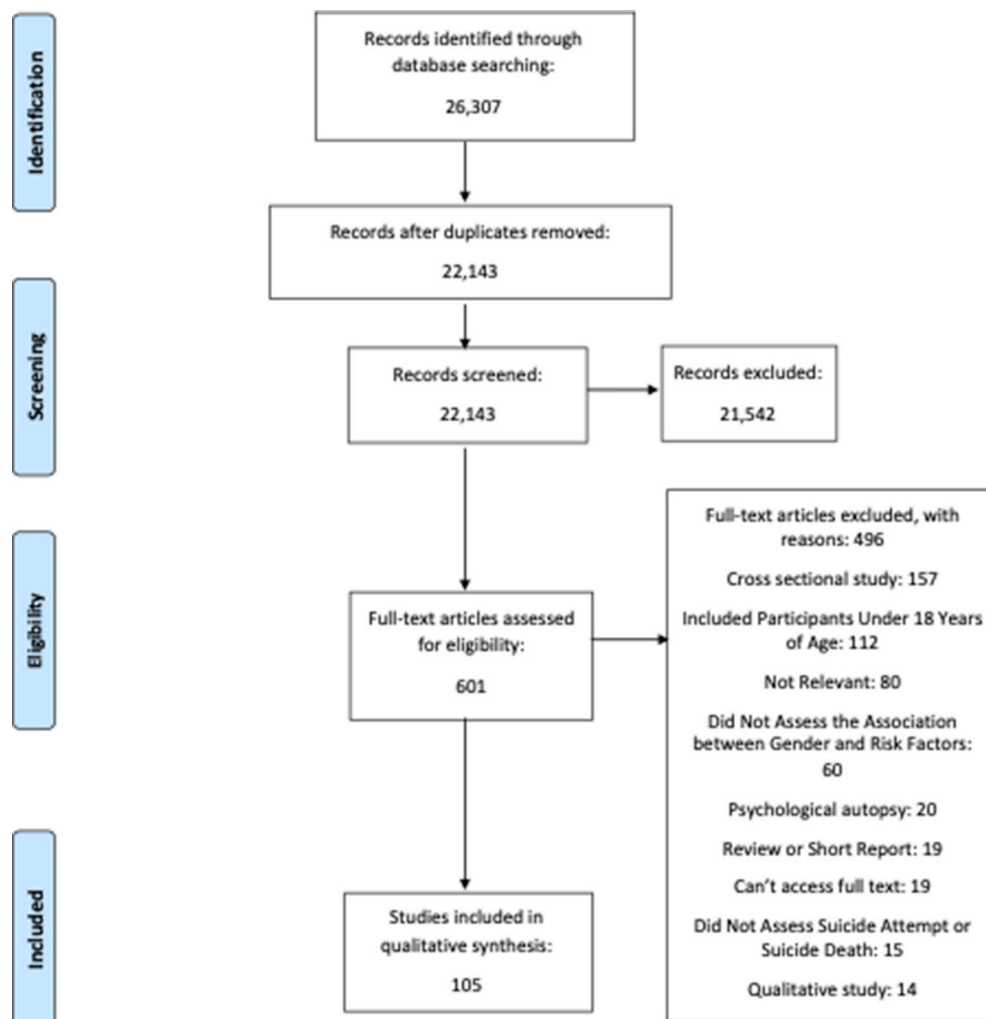 Identification
Records identified through
database searching:
26,307
Records after duplicates removed:
22,143
Screening
Records screened:
22,143
Records excluded:
21,542
Eligibility
Full-text articles assessed
for eligibility:
601
Full-text articles excluded, with
reasons: 496
Cross sectional study: 157
Included Participants Under 18 Years
of Age: 112
Not Relevant: 80
Did Not Assess the Association
between Gender and Risk Factors:
60
Psychological autopsy: 20
Review or Short Report: 19
Can't access full text: 19
Did Not Assess Suicide Attempt or
Suicide Death: 15
Qualitative study: 14
Included
Studies included in
qualitative synthesis:
105